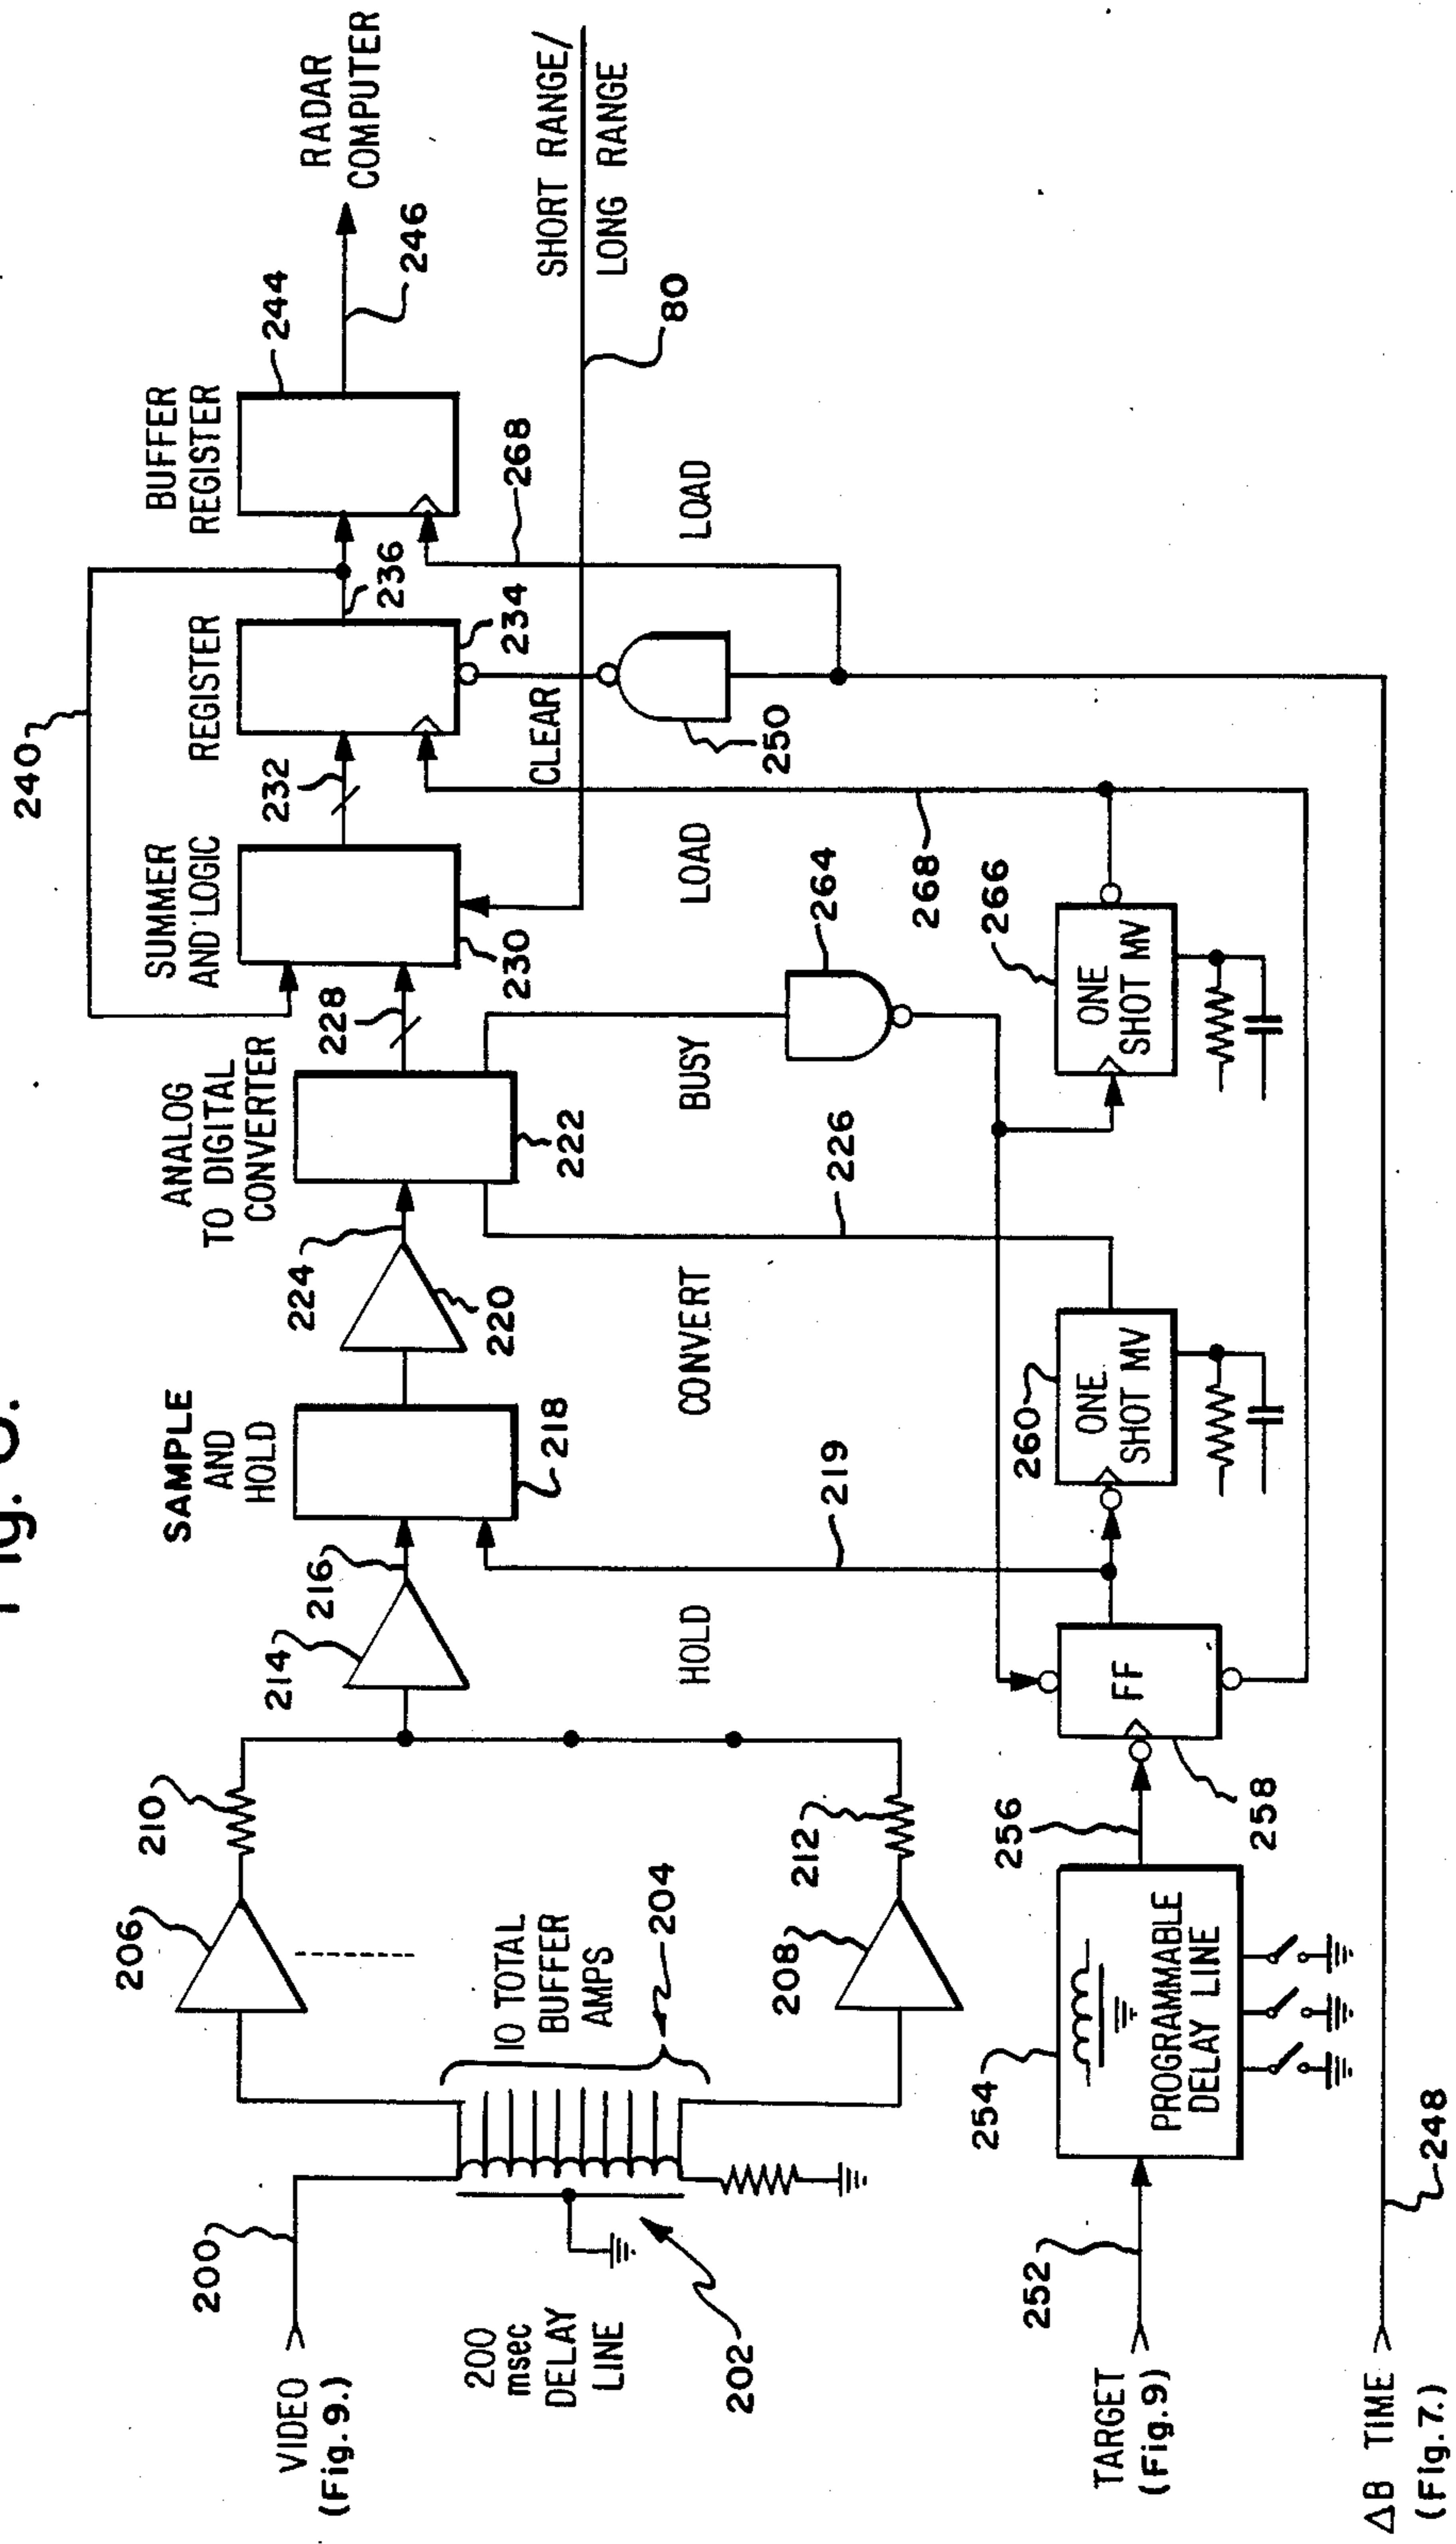 Fig.
240
SAMPLE
AND
HOLD
ANALOG
TO DIGITAL
CONVERTER
SUMMER
AND LOGIC
REGISTER
BUFFER
REGISTER
RADAR
COMPUTER
VIDEO
(Fig. 9.)
200
200
msec
DELAY
LINE
202
204
10 TOTAL
BUFFER
AMPS
206
208
210
212
214
216
218
219
220
222
224
226
228
230
232
234
236
244
246
SHORT RANGE/
LONG RANGE
80
HOLD
CONVERT
BUSY
LOAD
CLEAR
LOAD
268
250
264
268
TARGET
(Fig. 9)
252
254
PROGRAMMABLE
DELAY LINE
256
FF
258
260
ONE
SHOT MV
266
ONE
SHOT MV
ΔB TIME
(Fig. 7.)
248